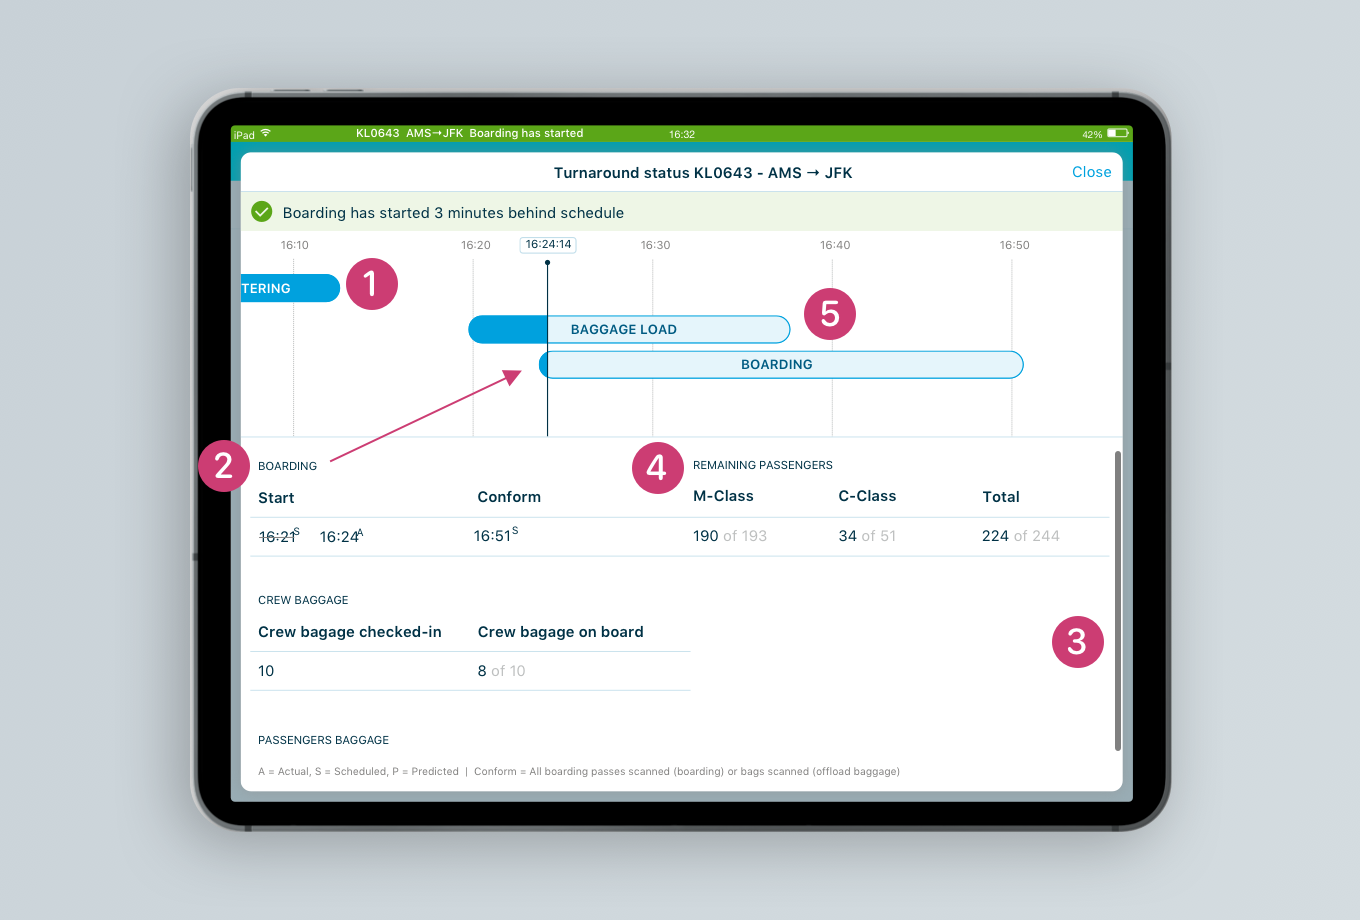 iPad KL0643 AMS→JFK Boarding has started 16:32 42%
Turnaround status KL0643 - AMS → JFK Close
Boarding has started 3 minutes behind schedule
16:10 16:20 16:24:14 16:30 16:40 16:50
TERING 1
BAGGAGE LOAD 5
BOARDING
2 BOARDING 4 REMAINING PASSENGERS
Start Conform M-Class C-Class Total
16:21S 16:24A 16:51S 190 of 193 34 of 51 224 of 244
CREW BAGGAGE
Crew bagage checked-in Crew bagage on board 3
10 8 of 10
PASSENGERS BAGGAGE
A = Actual, S = Scheduled, P = Predicted | Conform = All boarding passes scanned (boarding) or bags scanned (offload baggage)